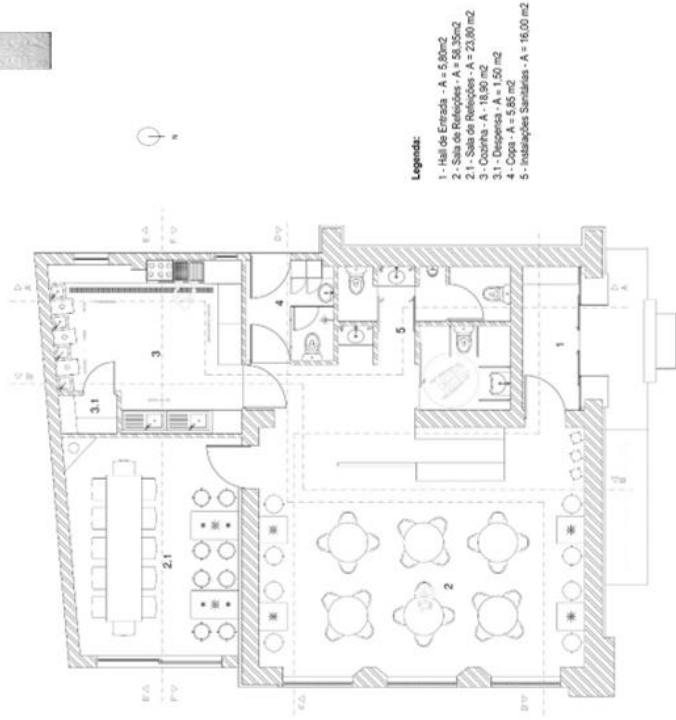 N
Legenda:
1 - Hall de Entrada - A = 5,80m2
2 - Sala de Refeições - A = 58,35m2
2.1 - Sala de Refeições - A = 23,80 m2
3 - Cozinha - A - 18,90 m2
3.1 - Despensa - A = 1,50 m2
4 - Copa - A = 5,85 m2
5 - Instalações Sanitárias - A = 16,00 m2
2.1
3.1
3
4
5
2
1
E
F
D
A
B
E
F
A
B